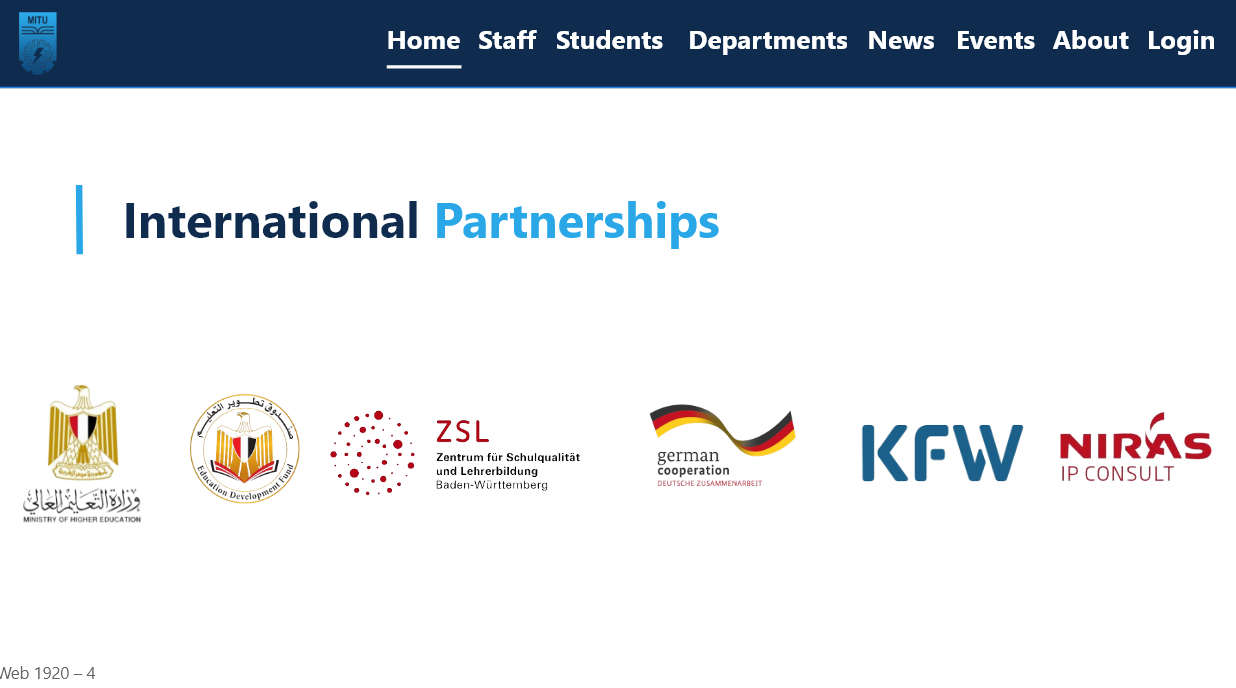 MITU
Home Staff Students Departments News Events About Login
International Partnerships
وزارة التعليم العالي
MINISTRY OF HIGHER EDUCATION
صندوق تطوير التعليم
Education Development Fund
ZSL
Zentrum für Schulqualität
und Lehrerbildung
Baden-Württemberg
german
cooperation
DEUTSCHE ZUSAMMENARBEIT
KFW
NIRAS
IP CONSULT
Web 1920 – 4